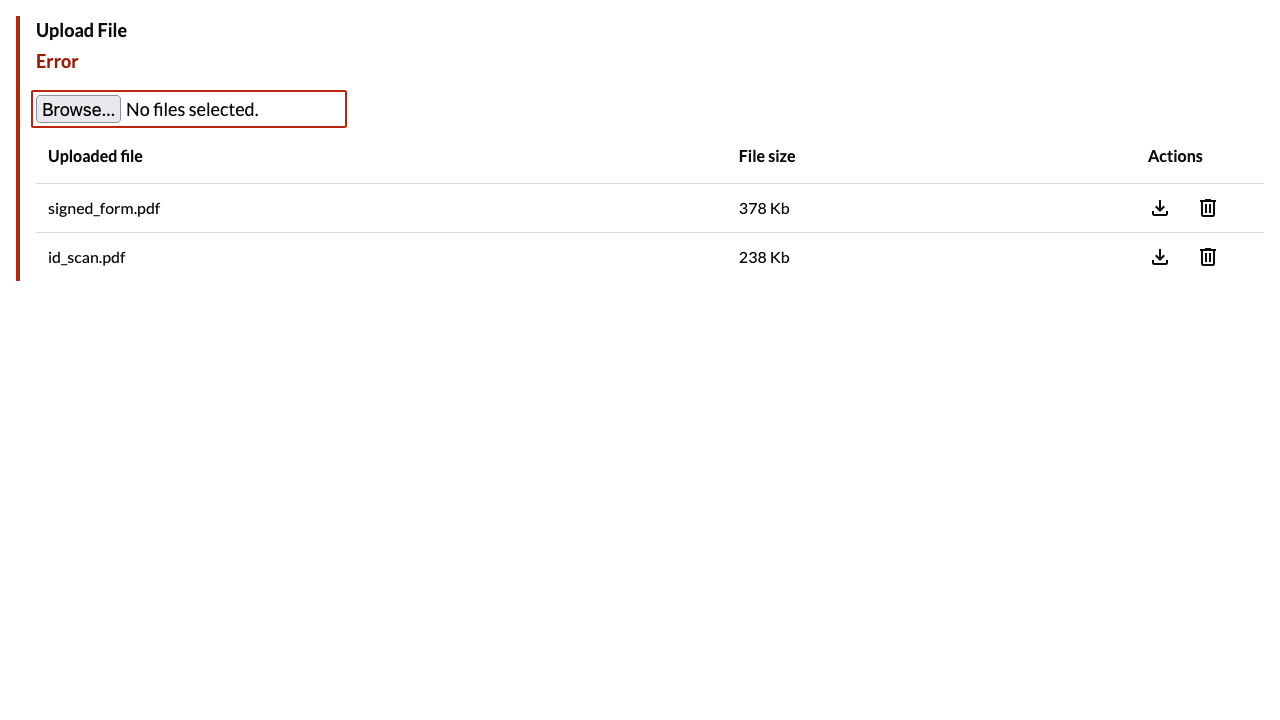 Upload File
Error
Browse... No files selected.
Uploaded file File size Actions
signed_form.pdf 378 Kb
id_scan.pdf 238 Kb